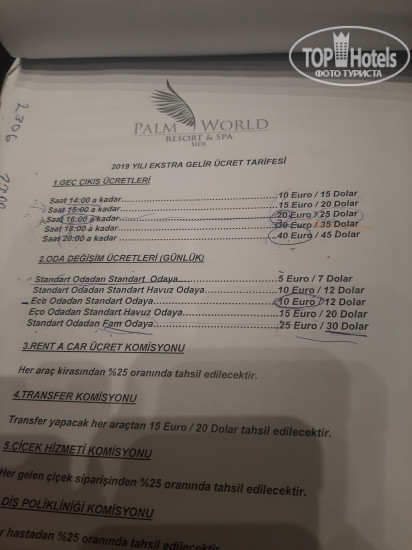 TOP Hotels
ФОТО ТУРИСТА
PALM WORLD
RESORT & SPA
SIDE
2019 YILI EKSTRA GELİR ÜCRET TARİFESİ
1.GEÇ ÇIKIS ÜCRETLERİ
Saat 14:00 a kadar 10 Euro / 15 Dolar
Saat 15:00 a kadar 15 Euro / 20 Dolar
Saat 16:00 a kadar 20 Euro / 25 Dolar
Saat 18:00 a kadar 30 Euro / 35 Dolar
Saat 20:00 a kadar 40 Euro / 45 Dolar
2.ODA DEĞİŞİM ÜCRETLERİ (GÜNLÜK)
Standart Odadan Standart Odaya 5 Euro / 7 Dolar
Standart Odadan Standart Havuz Odaya 10 Euro / 12 Dolar
Eco Odadan Standart Odaya 10 Euro / 12 Dolar
Eco Odadan Standart Havuz Odaya 15 Euro / 20 Dolar
Standart Odadan Fam Odaya 25 Euro / 30 Dolar
3.RENT A CAR ÜCRET KOMİSYONU
Her araç kirasından %25 oranında tahsil edilecektir.
4.TRANSFER KOMİSYONU
Transfer yapacak her araçtan 15 Euro / 20 Dolar tahsil edilecektir.
5.ÇİÇEK HİZMETİ KOMİSYONU
Her gelen çiçek siparişinden %25 oranında tahsil edilecektir.
DİŞ POLİKLİNİĞİ KOMİSYONU
r hastadan %25 oranında tahsil edilecektir.
2306